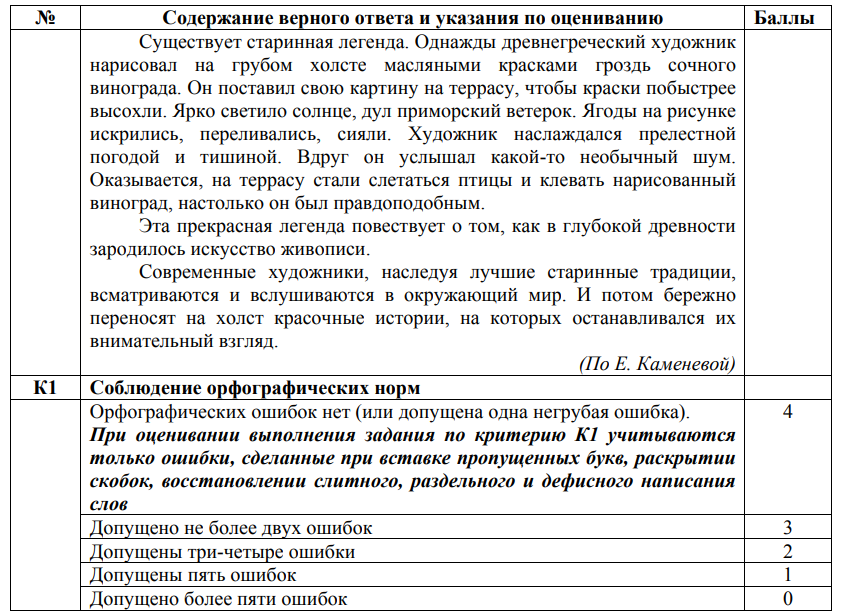 № Содержание верного ответа и указания по оцениванию Баллы
Существует старинная легенда. Однажды древнегреческий художник
нарисовал на грубом холсте масляными красками гроздь сочного
винограда. Он поставил свою картину на террасу, чтобы краски побыстрее
высохли. Ярко светило солнце, дул приморский ветерок. Ягоды на рисунке
искрились, переливались, сияли. Художник наслаждался прелестной
погодой и тишиной. Вдруг он услышал какой-то необычный шум.
Оказывается, на террасу стали слетаться птицы и клевать нарисованный
виноград, настолько он был правдоподобным.
Эта прекрасная легенда повествует о том, как в глубокой древности
зародилось искусство живописи.
Современные художники, наследуя лучшие старинные традиции,
всматриваются и вслушиваются в окружающий мир. И потом бережно
переносят на холст красочные истории, на которых останавливался их
внимательный взгляд.
(По Е. Каменевой)
К1 Соблюдение орфографических норм
Орфографических ошибок нет (или допущена одна негрубая ошибка). 4
При оценивании выполнения задания по критерию К1 учитываются
только ошибки, сделанные при вставке пропущенных букв, раскрытии
скобок, восстановлении слитного, раздельного и дефисного написания
слов
Допущено не более двух ошибок 3
Допущены три-четыре ошибки 2
Допущены пять ошибок 1
Допущено более пяти ошибок 0